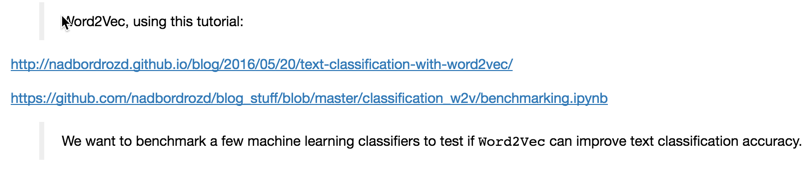 Word2Vec, using this tutorial:
http://nadbordrozd.github.io/blog/2016/05/20/text-classification-with-word2vec/
https://github.com/nadbordrozd/blog_stuff/blob/master/classification_w2v/benchmarking.ipynb
We want to benchmark a few machine learning classifiers to test if Word2Vec can improve text classification accuracy.